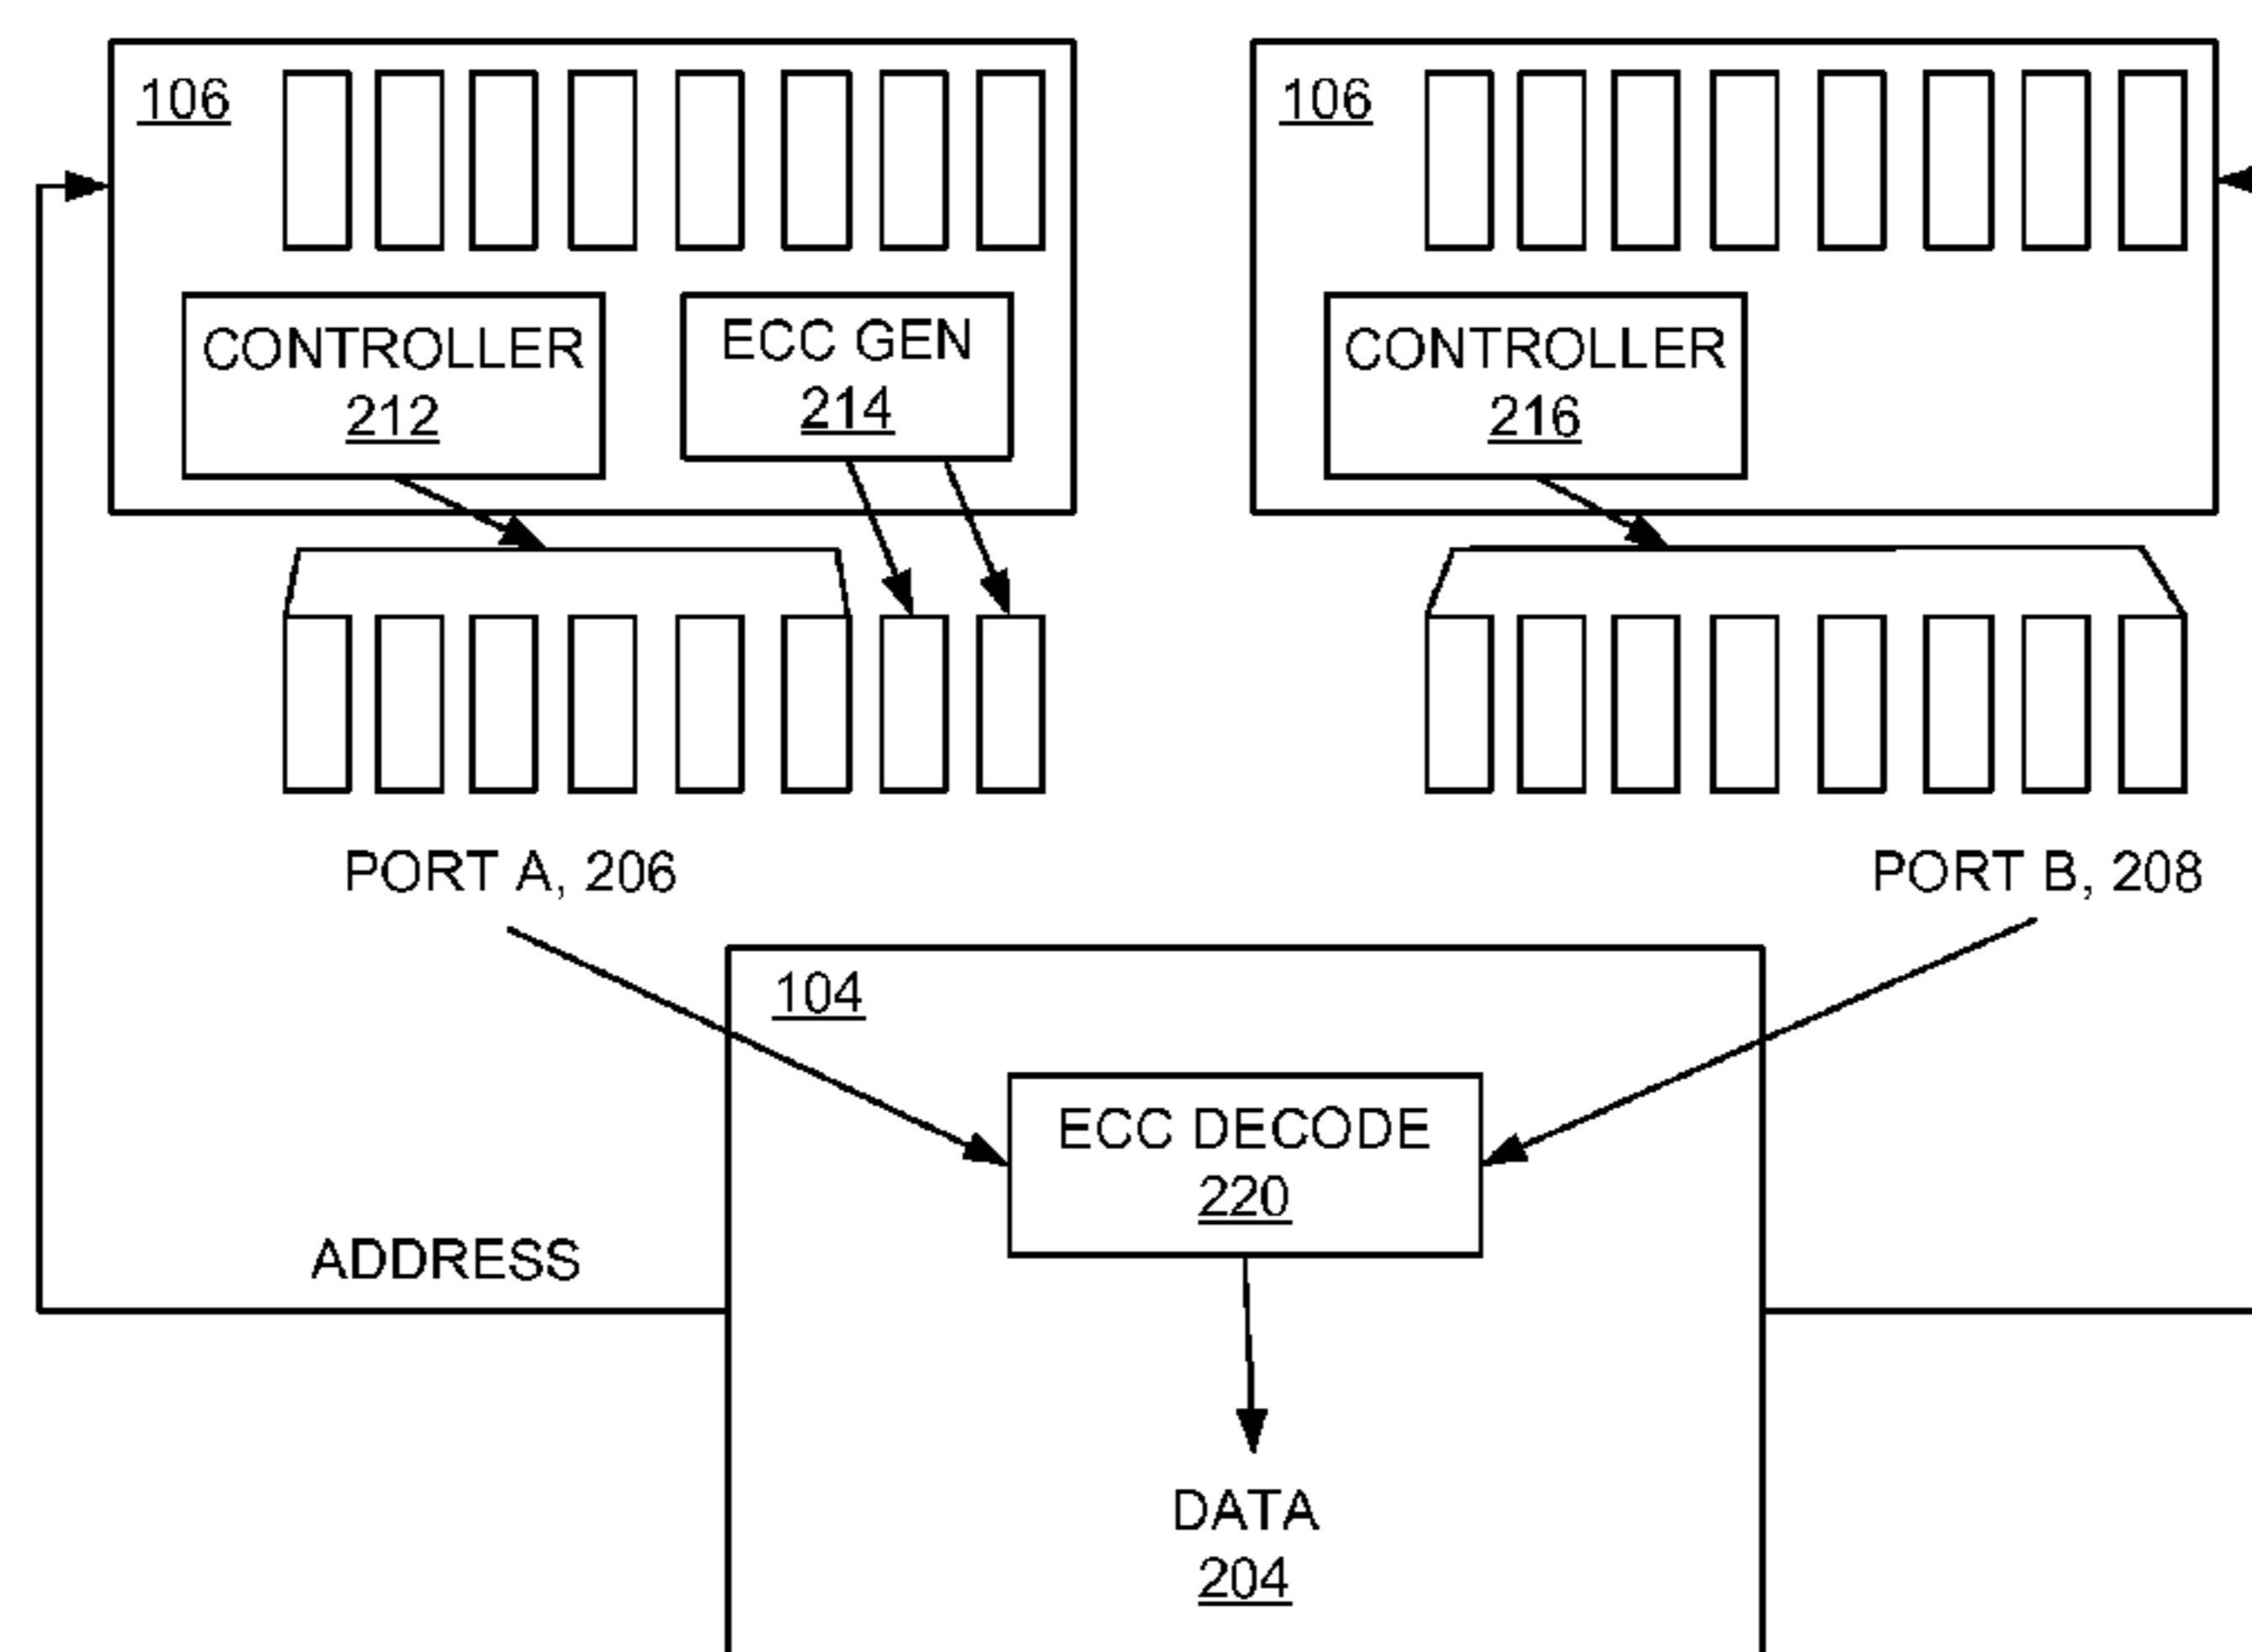 106
106
CONTROLLER
212
ECC GEN
214
CONTROLLER
216
PORT A, 206
PORT B, 208
104
ECC DECODE
220
ADDRESS
DATA
204